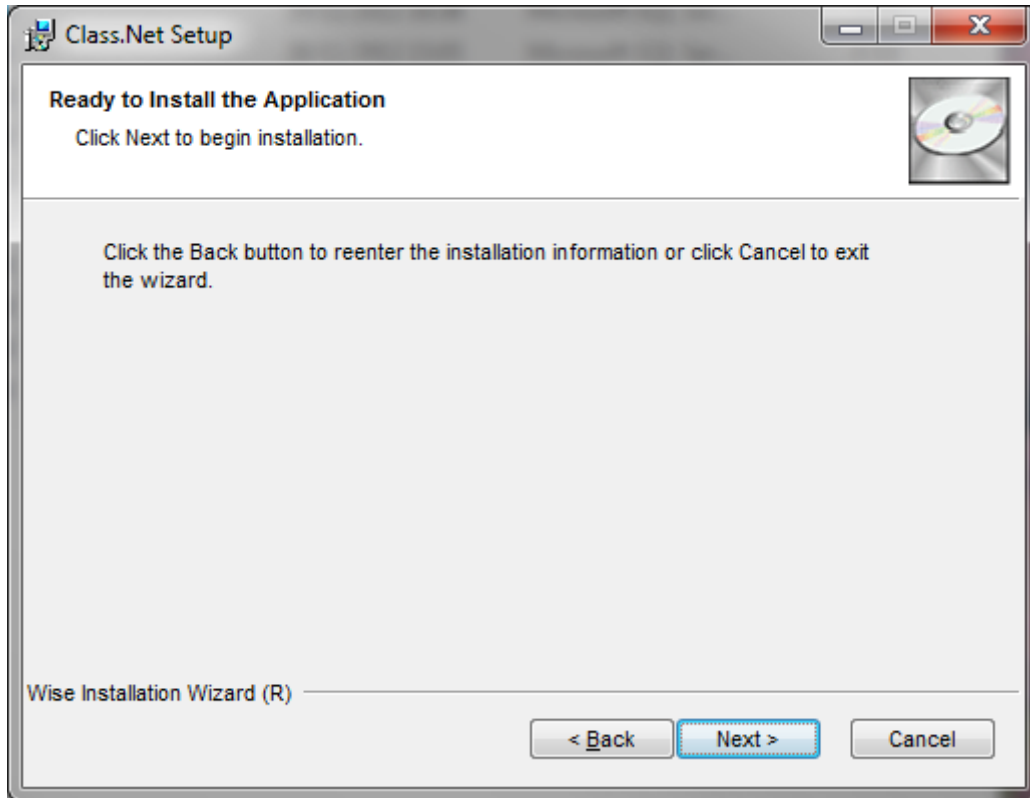 Class.Net Setup
Ready to Install the Application
Click Next to begin installation.
Click the Back button to reenter the installation information or click Cancel to exit
the wizard.
Wise Installation Wizard (R)
< Back
Next >
Cancel